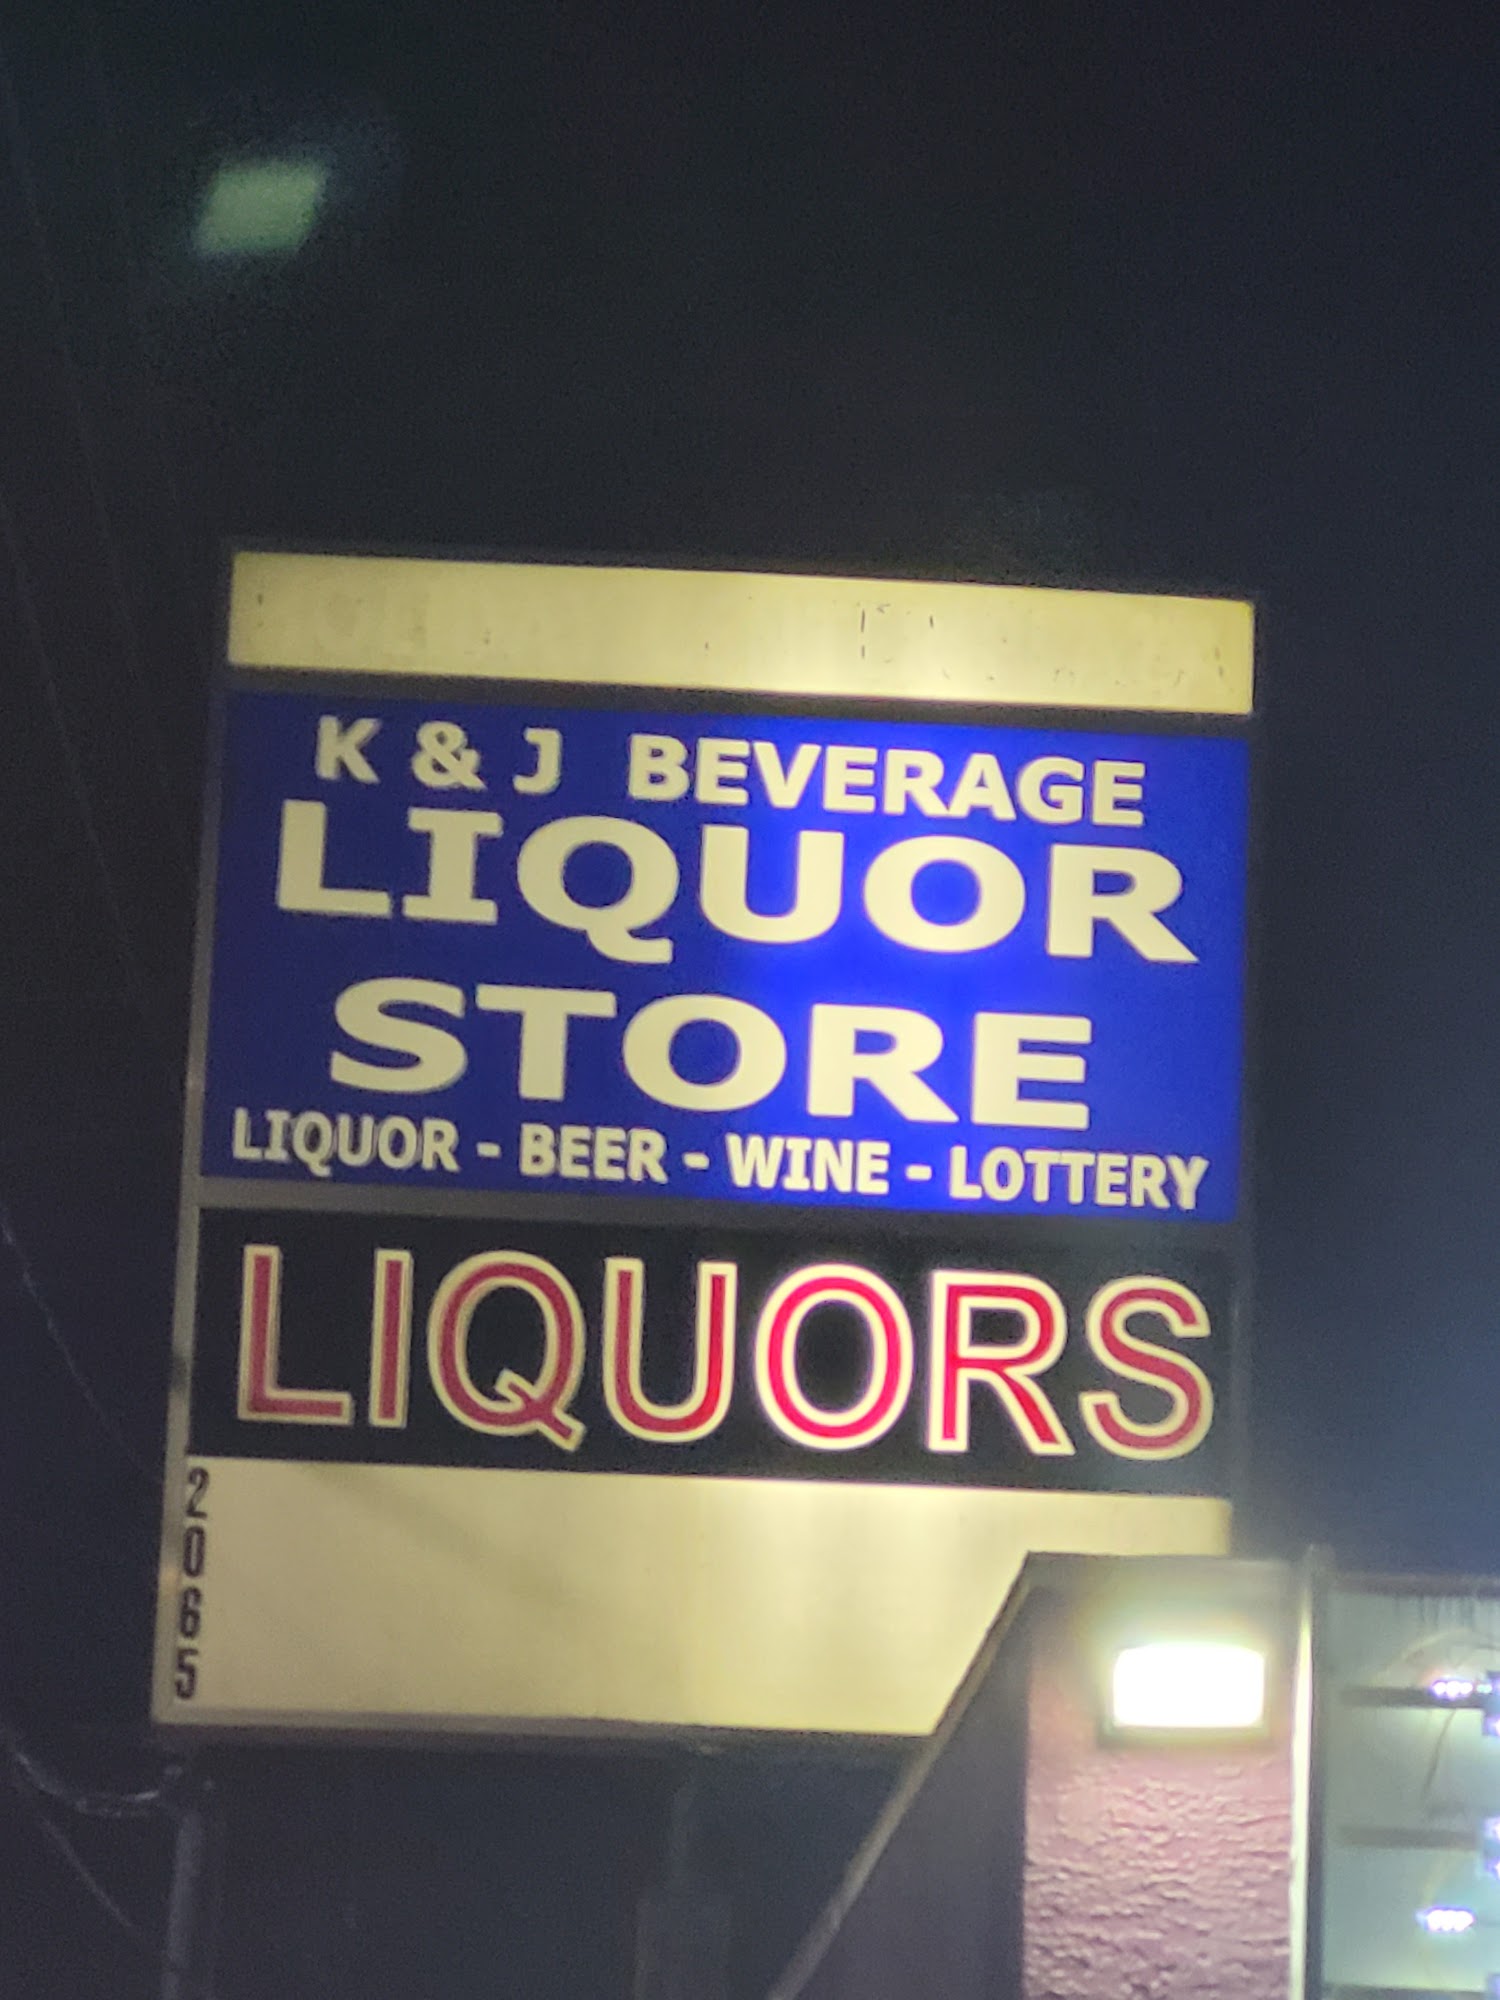 K & J BEVERAGE
LIQUOR
STORE
LIQUOR - BEER - WINE - LOTTERY
LIQUORS
2065